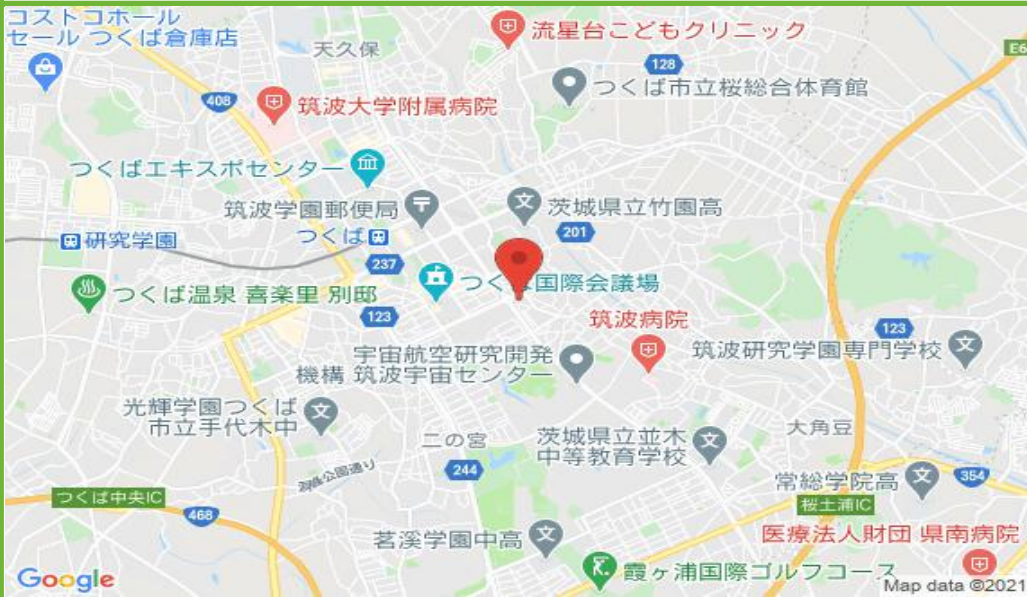 コストコホール
セール つくば倉庫店
天久保
流星台こどもクリニック
E6
128
つくば市立桜総合体育館
408
筑波大学附属病院
つくばエキスポセンター
筑波学園郵便局
茨城県立竹園高
201
研究学園
つくば
237
つくば国際会議場
つくば温泉 喜楽里 別邸
123
筑波病院
123
宇宙航空研究開発
機構 筑波宇宙センター
筑波研究学園専門学校
光輝学園つくば
市立手代木中
二の宮
茨城県立並木
中等教育学校
大角豆
244
洞峰公園通り
常総学院高
354
つくば中央IC
468
桜土浦IC
茗溪学園中高
医療法人財団 県南病院
霞ヶ浦国際ゴルフコース
Google
Map data ©2021